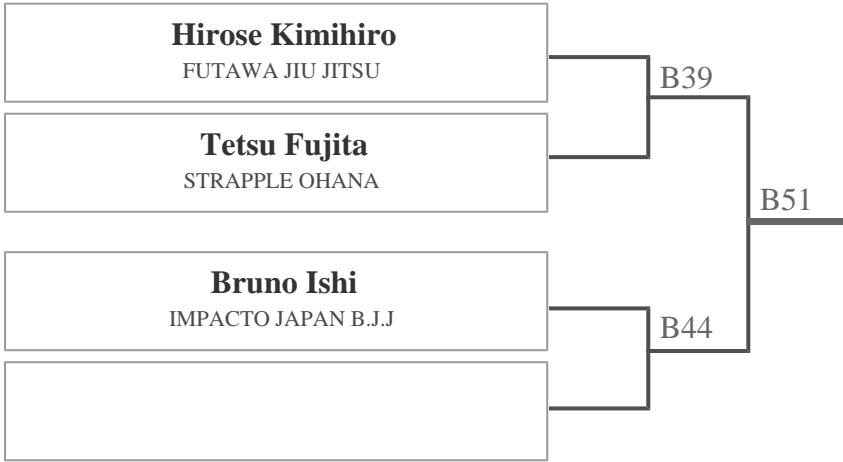 Hirose Kimihiro
FUTAWA JIU JITSU
B39
Tetsu Fujita
STRAPPLE OHANA
B51
Bruno Ishi
IMPACTO JAPAN B.J.J
B44